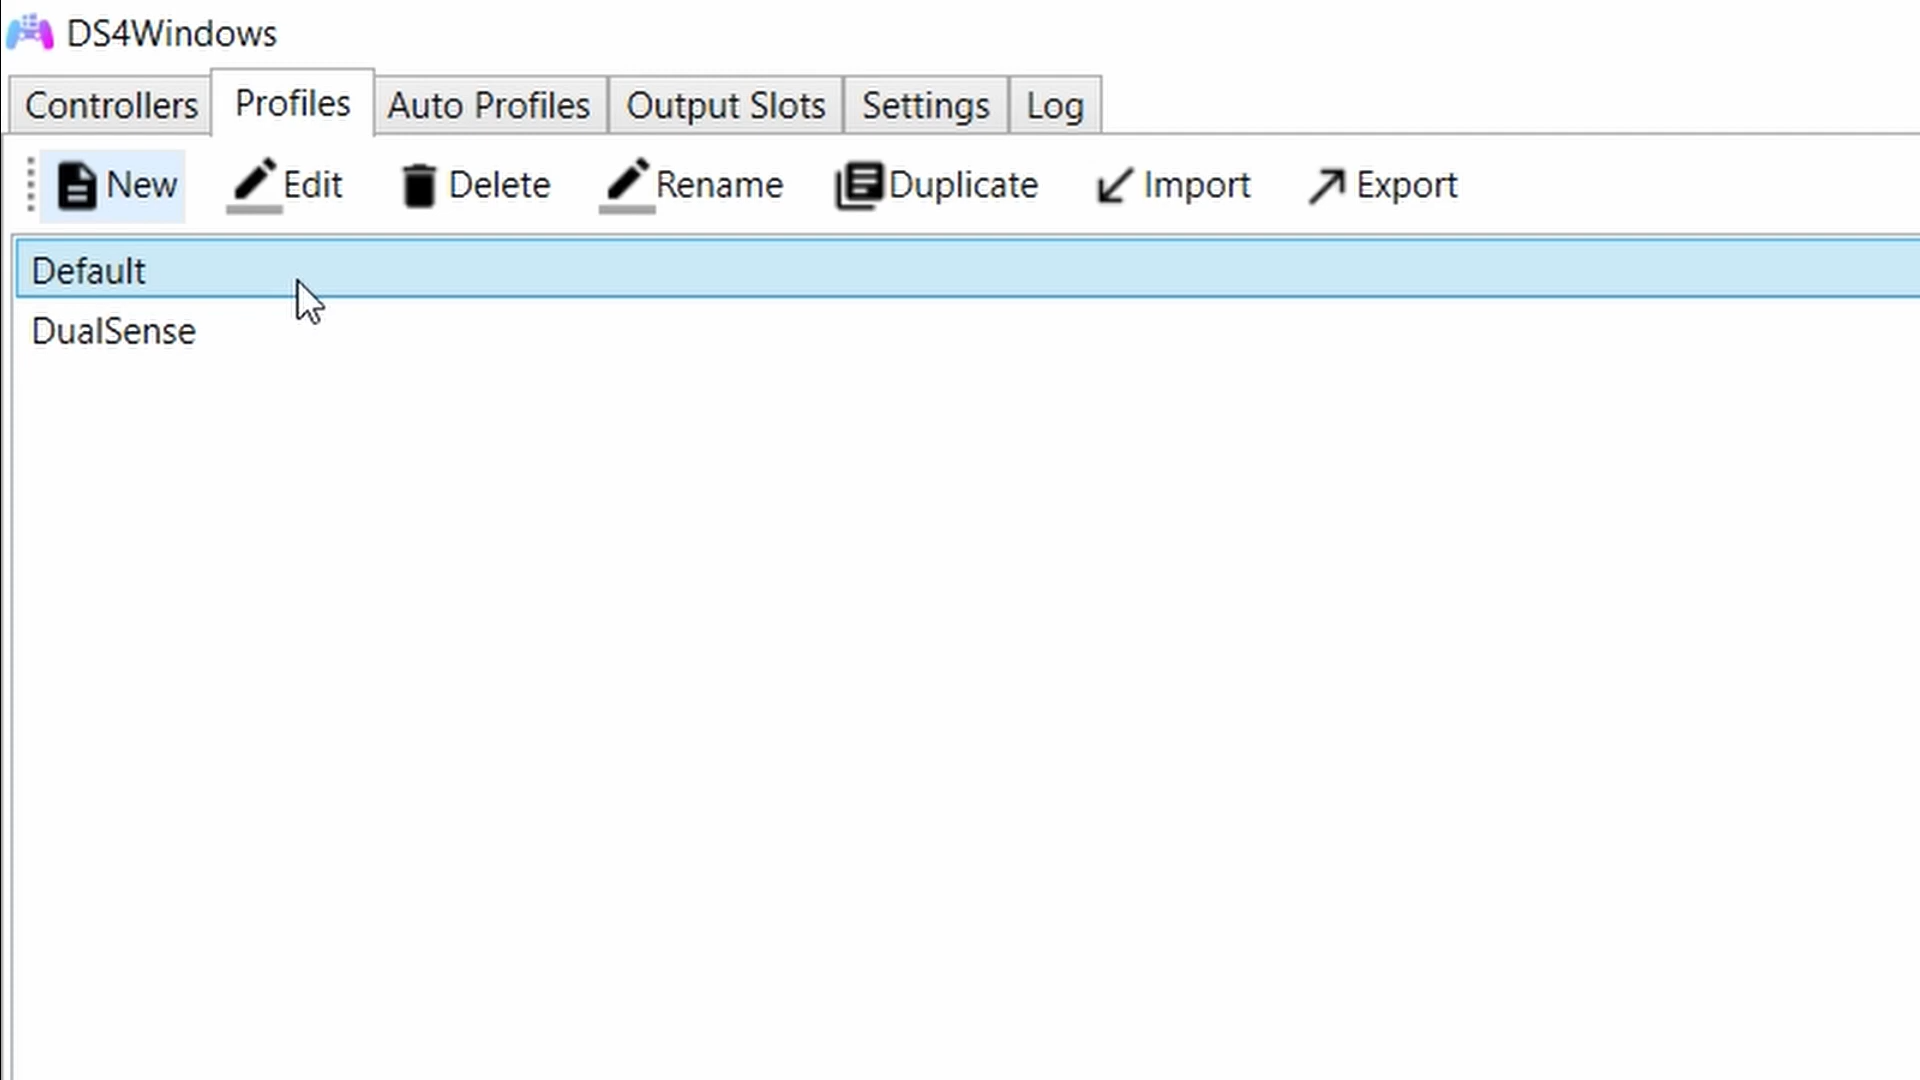 DS4Windows
Controllers Profiles Auto Profiles Output Slots Settings Log
New Edit Delete Rename Duplicate Import Export
Default
DualSense